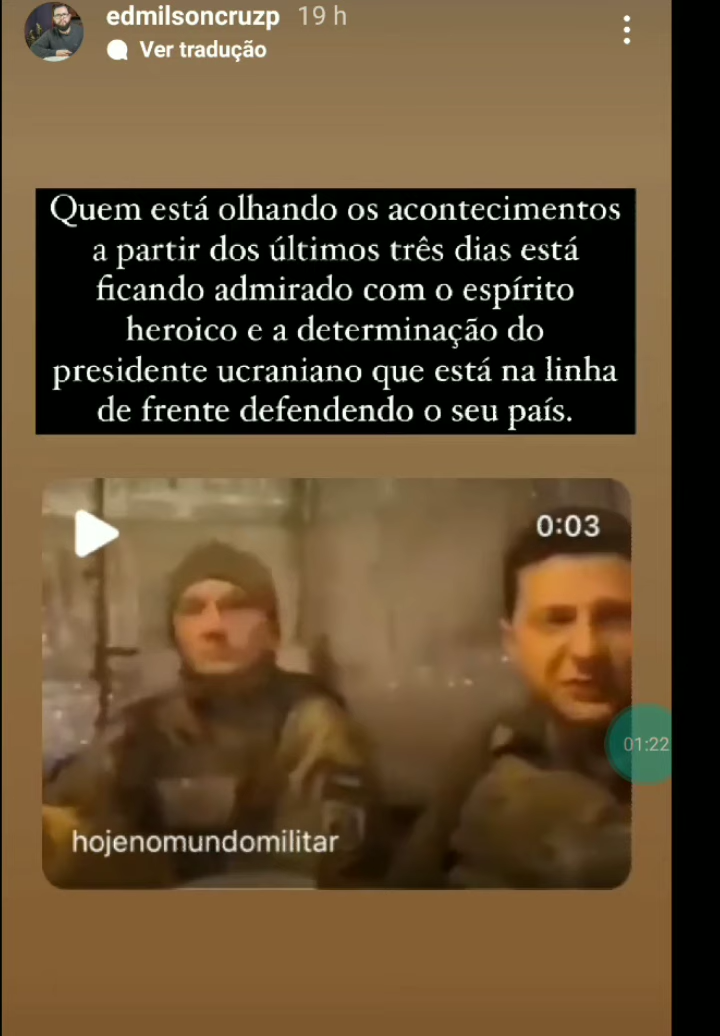 edmilsoncruzp 19 h
Ver tradução
Quem está olhando os acontecimentos
a partir dos últimos três dias está
ficando admirado com o espírito
heroico e a determinação do
presidente ucraniano que está na linha
de frente defendendo o seu país.
0:03
01:22
hojenomundomilitar